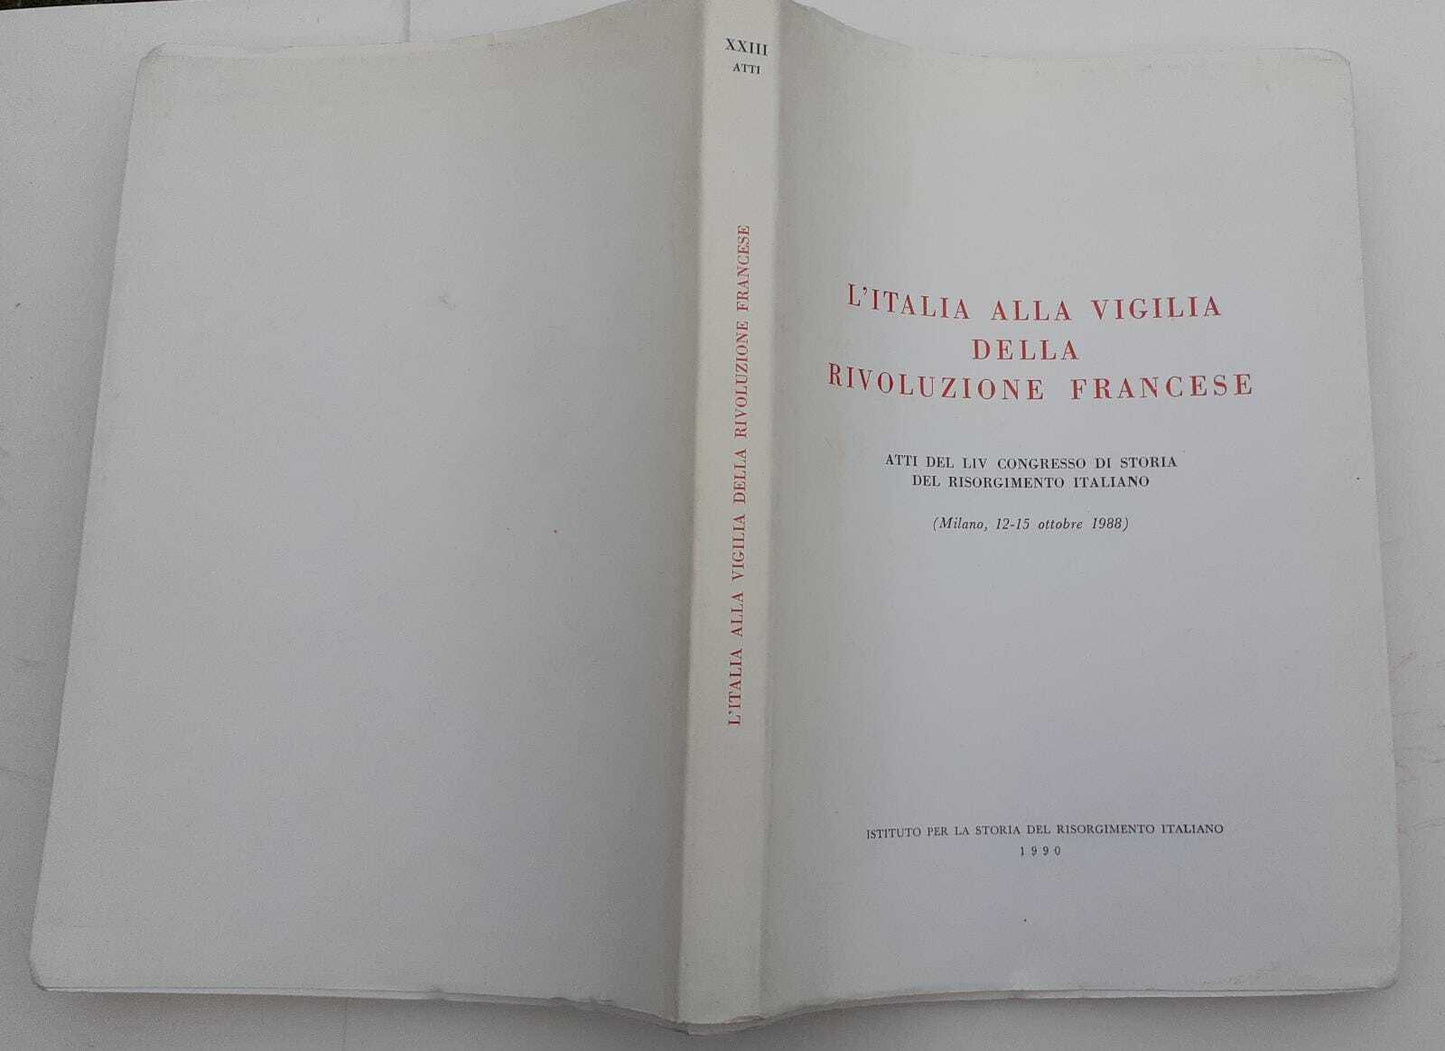 XXIII
ATTI
L'ITALIA ALLA VIGILIA DELLA RIVOLUZIONE FRANCESE
L'ITALIA ALLA VIGILIA
DELLA
RIVOLUZIONE FRANCESE
ATTI DEL LIV CONGRESSO DI STORIA
DEL RISORGIMENTO ITALIANO
(Milano, 12-15 ottobre 1988)
ISTITUTO PER LA STORIA DEL RISORGIMENTO ITALIANO
1990